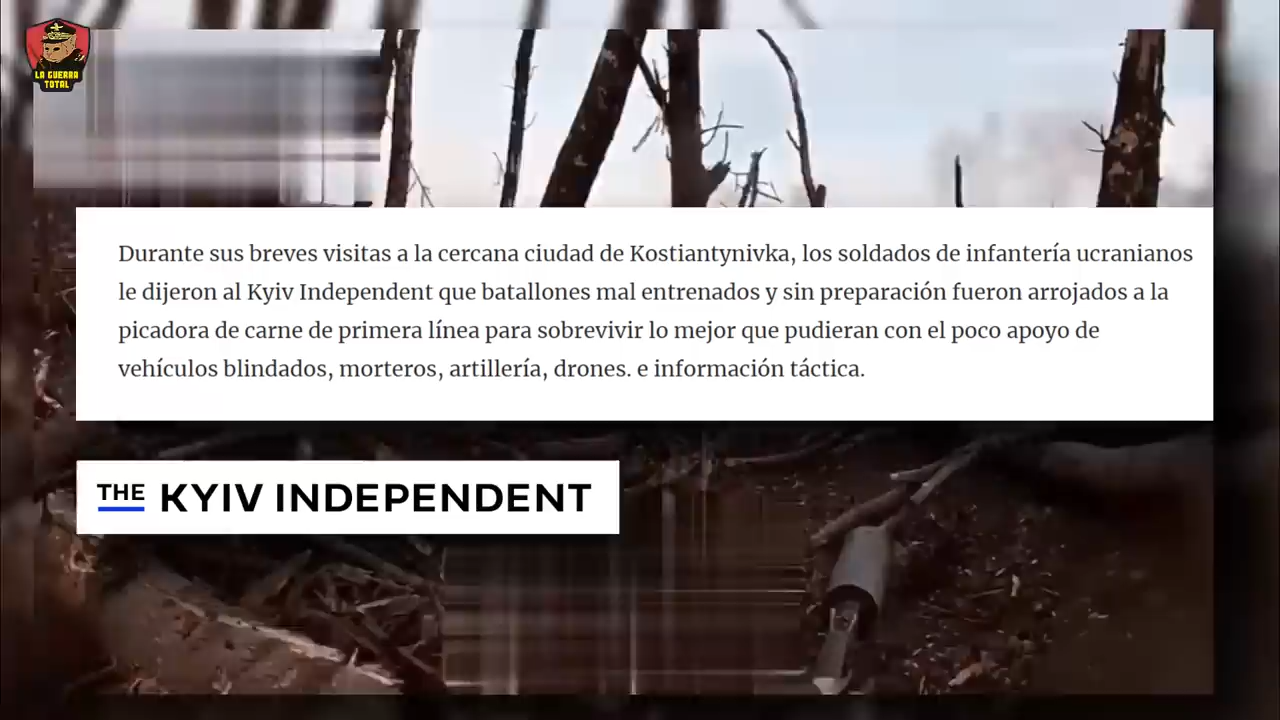 LA GUERRA
TOTAL
Durante sus breves visitas a la cercana ciudad de Kostiantynivka, los soldados de infantería ucranianos
le dijeron al Kyiv Independent que batallones mal entrenados y sin preparación fueron arrojados a la
picadora de carne de primera línea para sobrevivir lo mejor que pudieran con el poco apoyo de
vehículos blindados, morteros, artillería, drones. e información táctica.
THE KYIV INDEPENDENT